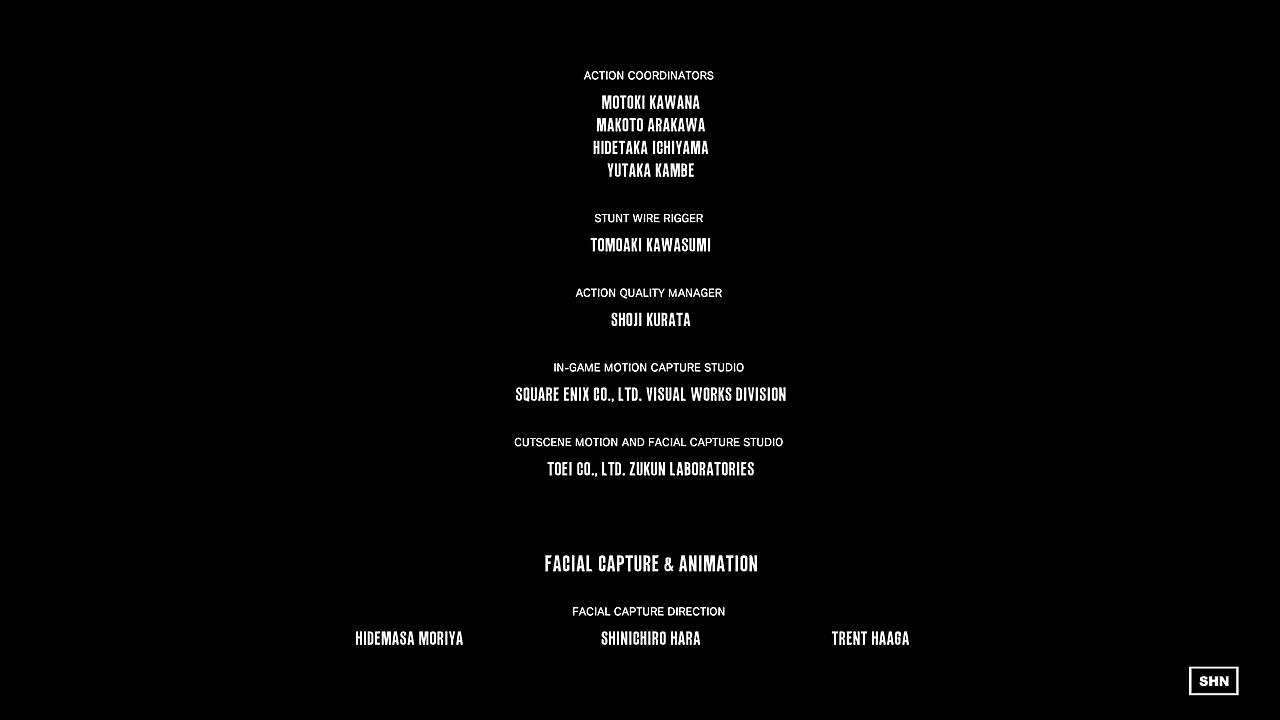 ACTION COORDINATORS
MOTOKI KAWANA
MAKOTO ARAKAWA
HIDETAKA ICHIYAMA
YUTAKA KAMBE
STUNT WIRE RIGGER
TOMOAKI KAWASUMI
ACTION QUALITY MANAGER
SHOJI KURATA
IN-GAME MOTION CAPTURE STUDIO
SQUARE ENIX CO., LTD. VISUAL WORKS DIVISION
CUTSCENE MOTION AND FACIAL CAPTURE STUDIO
TOEI CO., LTD. ZUKUN LABORATORIES
FACIAL CAPTURE & ANIMATION
FACIAL CAPTURE DIRECTION
HIDEMASA MORIYA SHINICHIRO HARA TRENT HAAGA
SHN